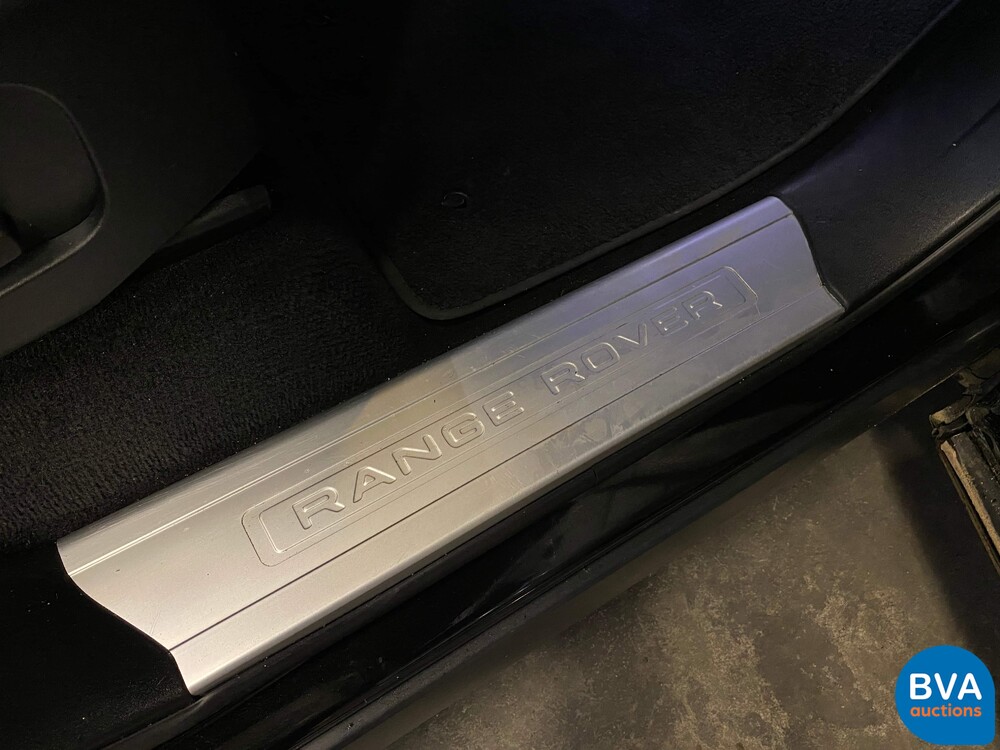 RANGE ROVER
BVA
auctions